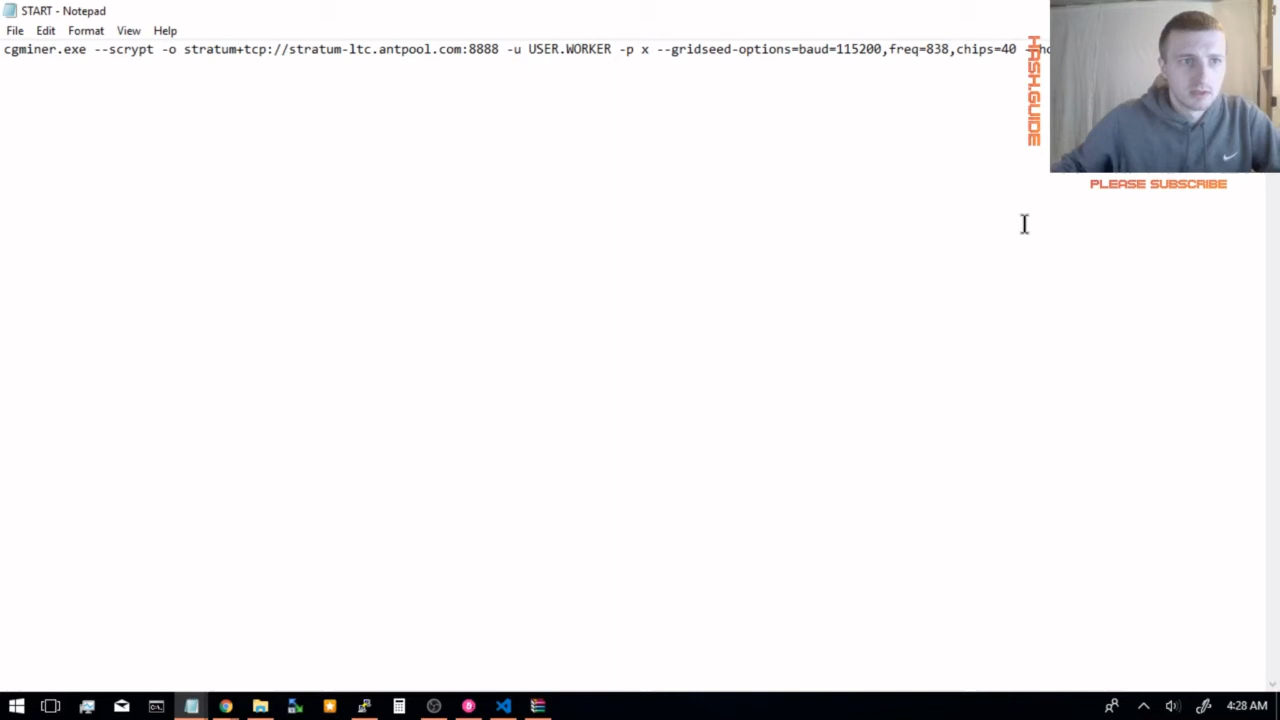 START - Notepad
File Edit Format View Help
cgminer.exe --scrypt -o stratum+tcp://stratum-ltc.antpool.com:8888 -u USER.WORKER -p x --gridseed-options=baud=115200,freq=838,chips=40
HASH.GUIDE
PLEASE SUBSCRIBE
4:28 AM